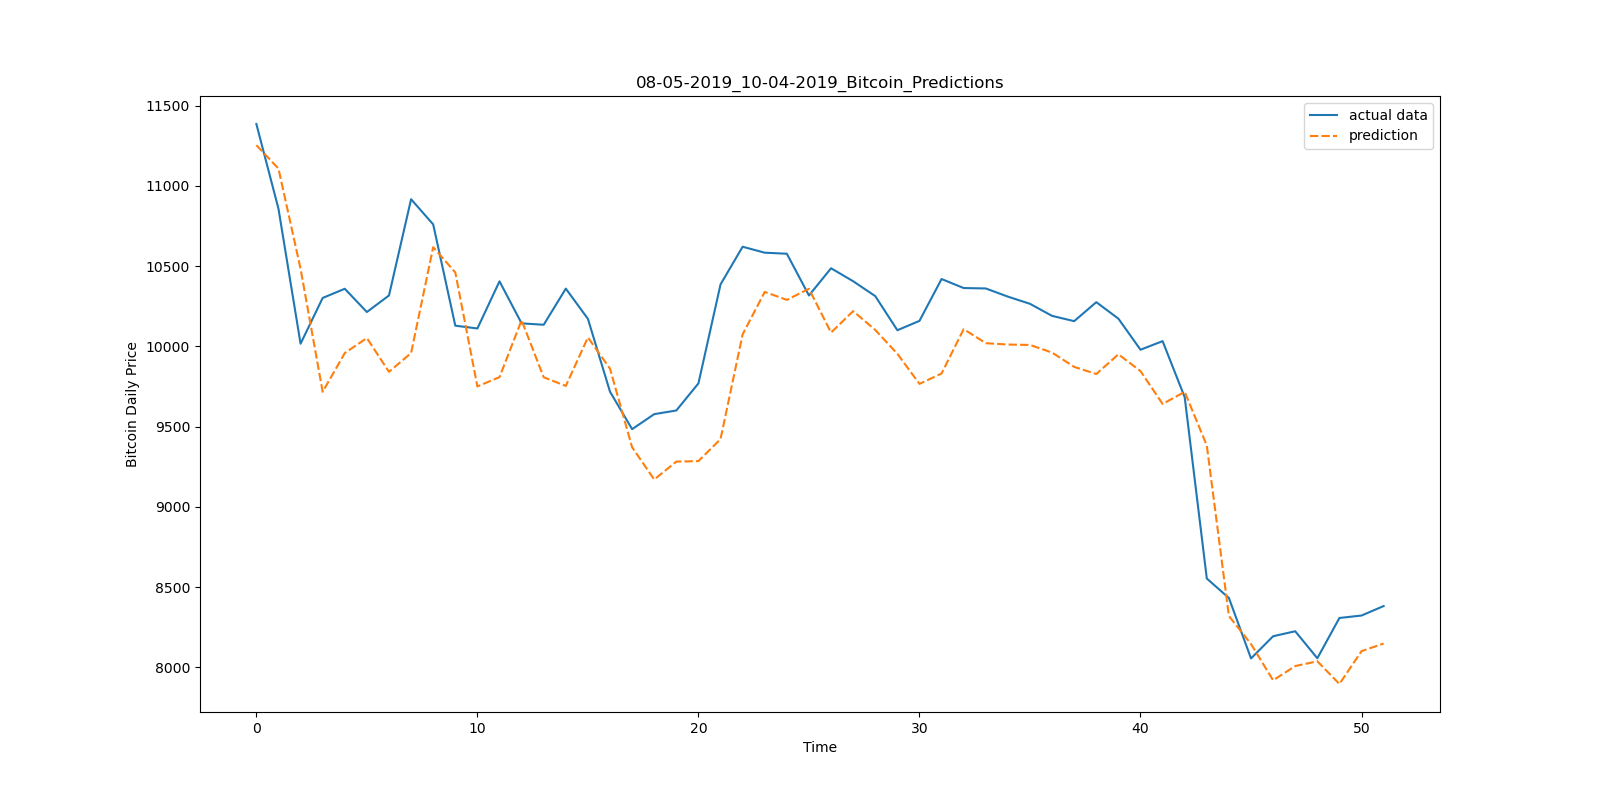 08-05-2019_10-04-2019_Bitcoin_Predictions
11500
11000
10500
10000
9500
9000
8500
8000
Bitcoin Daily Price
actual data
prediction
0 10 20 30 40 50
Time